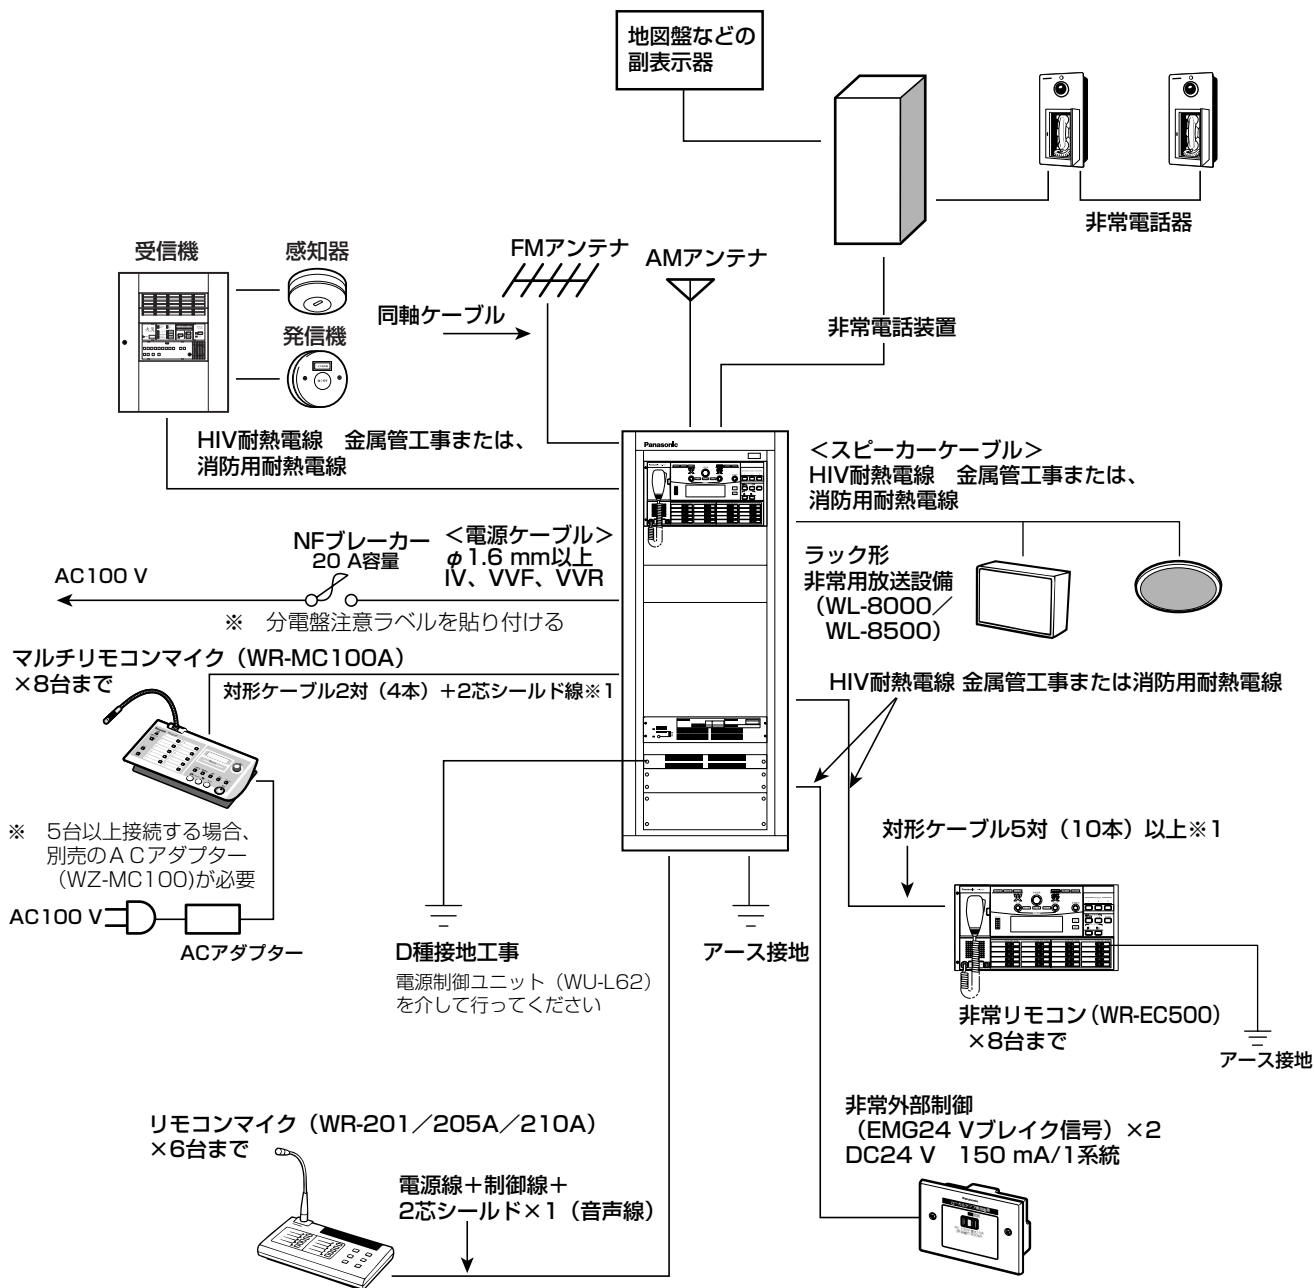 地図盤などの
副表示器
非常電話器
受信機
感知器
FMアンテナ
AMアンテナ
同軸ケーブル
発信機
非常電話装置
HIV耐熱電線　金属管工事または、
消防用耐熱電線
Panasonic
＜スピーカーケーブル＞
HIV耐熱電線　金属管工事または、
消防用耐熱電線
NFブレーカー
20 A容量
＜電源ケーブル＞
φ1.6 mm以上
IV、VVF、VVR
AC100 V
※　分電盤注意ラベルを貼り付ける
ラック形
非常用放送設備
（WL-8000／
WL-8500）
マルチリモコンマイク（WR-MC100A）
×8台まで
対形ケーブル2対（4本）＋2芯シールド線※1
HIV耐熱電線 金属管工事または消防用耐熱電線
※　5台以上接続する場合、
別売のＡＣアダプター
（WZ-MC100)が必要
AC100 V
ACアダプター
D種接地工事
電源制御ユニット（WU-L62）
を介して行ってください
アース接地
対形ケーブル5対（10本）以上※1
非常リモコン（WR-EC500）
×8台まで
アース接地
リモコンマイク（WR-201／205A／210A）
×6台まで
電源線＋制御線＋
2芯シールド×1（音声線）
非常外部制御
（EMG24 Vブレイク信号）×2
DC24 V　150 mA/1系統